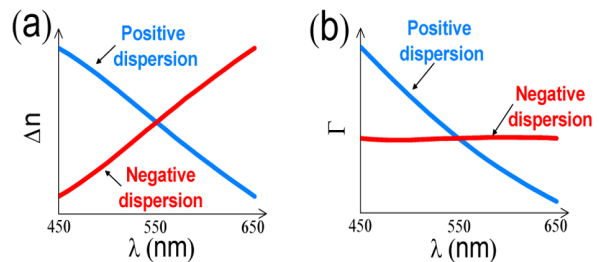 (a)
Positive
dispersion
Δn
Negative
dispersion
450
550
650
λ (nm)
(b)
Positive
dispersion
Negative
dispersion
Γ
450
550
650
λ (nm)